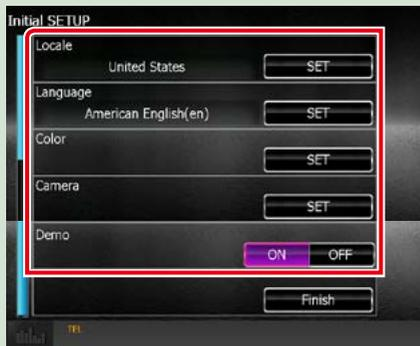 Initial SETUP
Locale
United States SET
Language
American English(en) SET
Color
SET
Camera
SET
Demo
ON OFF
Finish
TEL